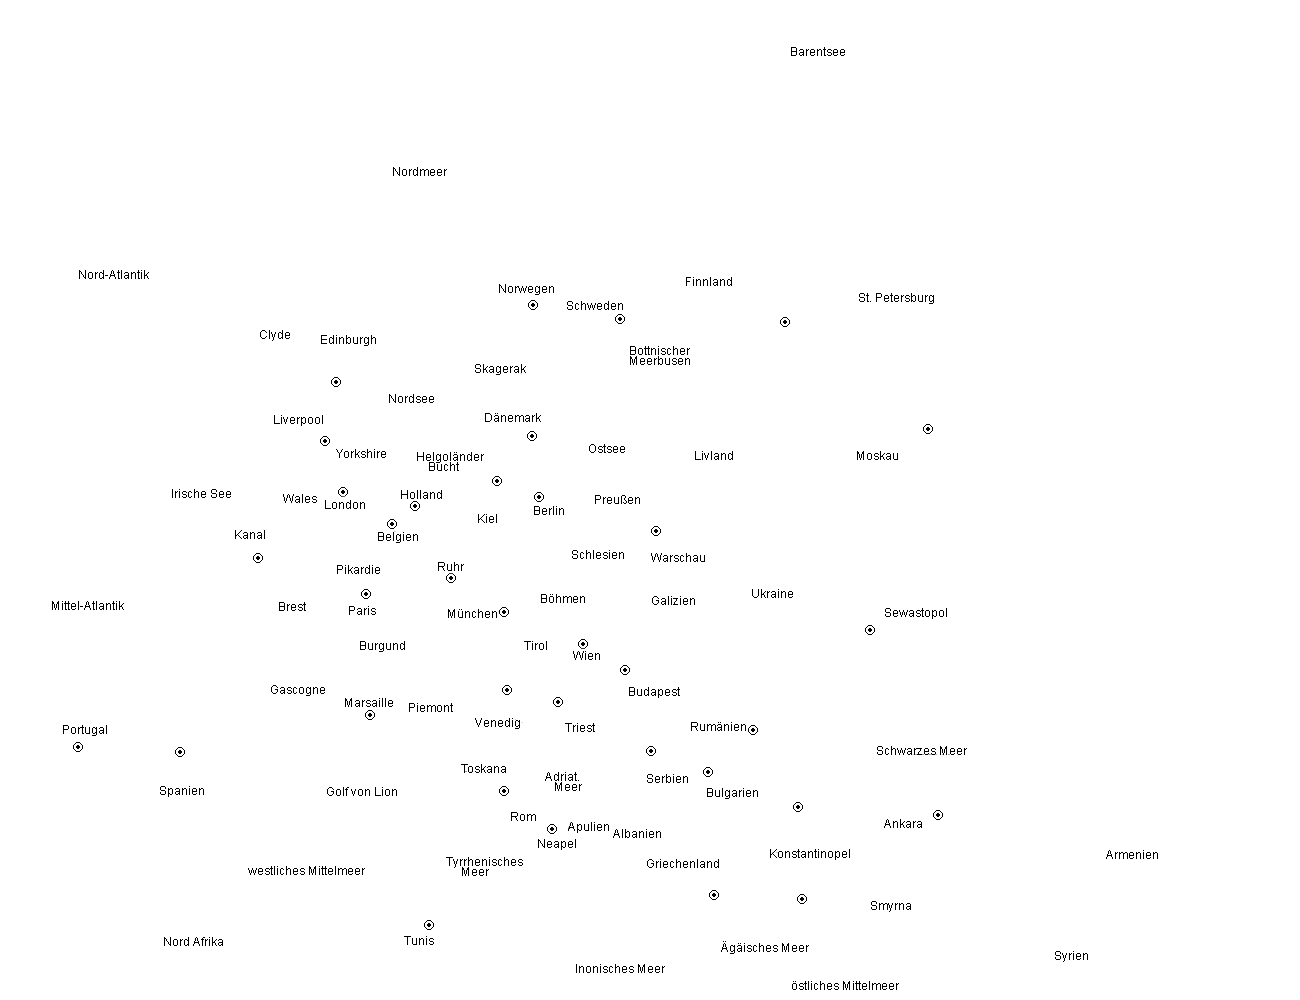 Barentsee
Nordmeer
Nord-Atlantik
Finnland
Norwegen
St. Petersburg
Schweden
Clyde
Edinburgh
Bottnischer
Meerbusen
Skagerak
Nordsee
Liverpool
Dänemark
Yorkshire
Helgoländer
Bucht
Ostsee
Livland
Moskau
Irische See
Wales
London
Holland
Preußen
Berlin
Kiel
Kanal
Belgien
Schlesien
Warschau
Pikardie
Ruhr
Mittel-Atlantik
Brest
Paris
München
Böhmen
Galizien
Ukraine
Sewastopol
Burgund
Tirol
Wien
Gascogne
Marsaille
Piemont
Budapest
Portugal
Venedig
Triest
Rumänien
Schwarzes Meer
Toskana
Adriat.
Meer
Serbien
Spanien
Golf von Lion
Bulgarien
Rom
Apulien
Albanien
Ankara
Neapel
Konstantinopel
Armenien
westliches Mittelmeer
Tyrrhenisches
Meer
Griechenland
Smyrna
Nord Afrika
Tunis
Ägäisches Meer
Syrien
Inonisches Meer
östliches Mittelmeer